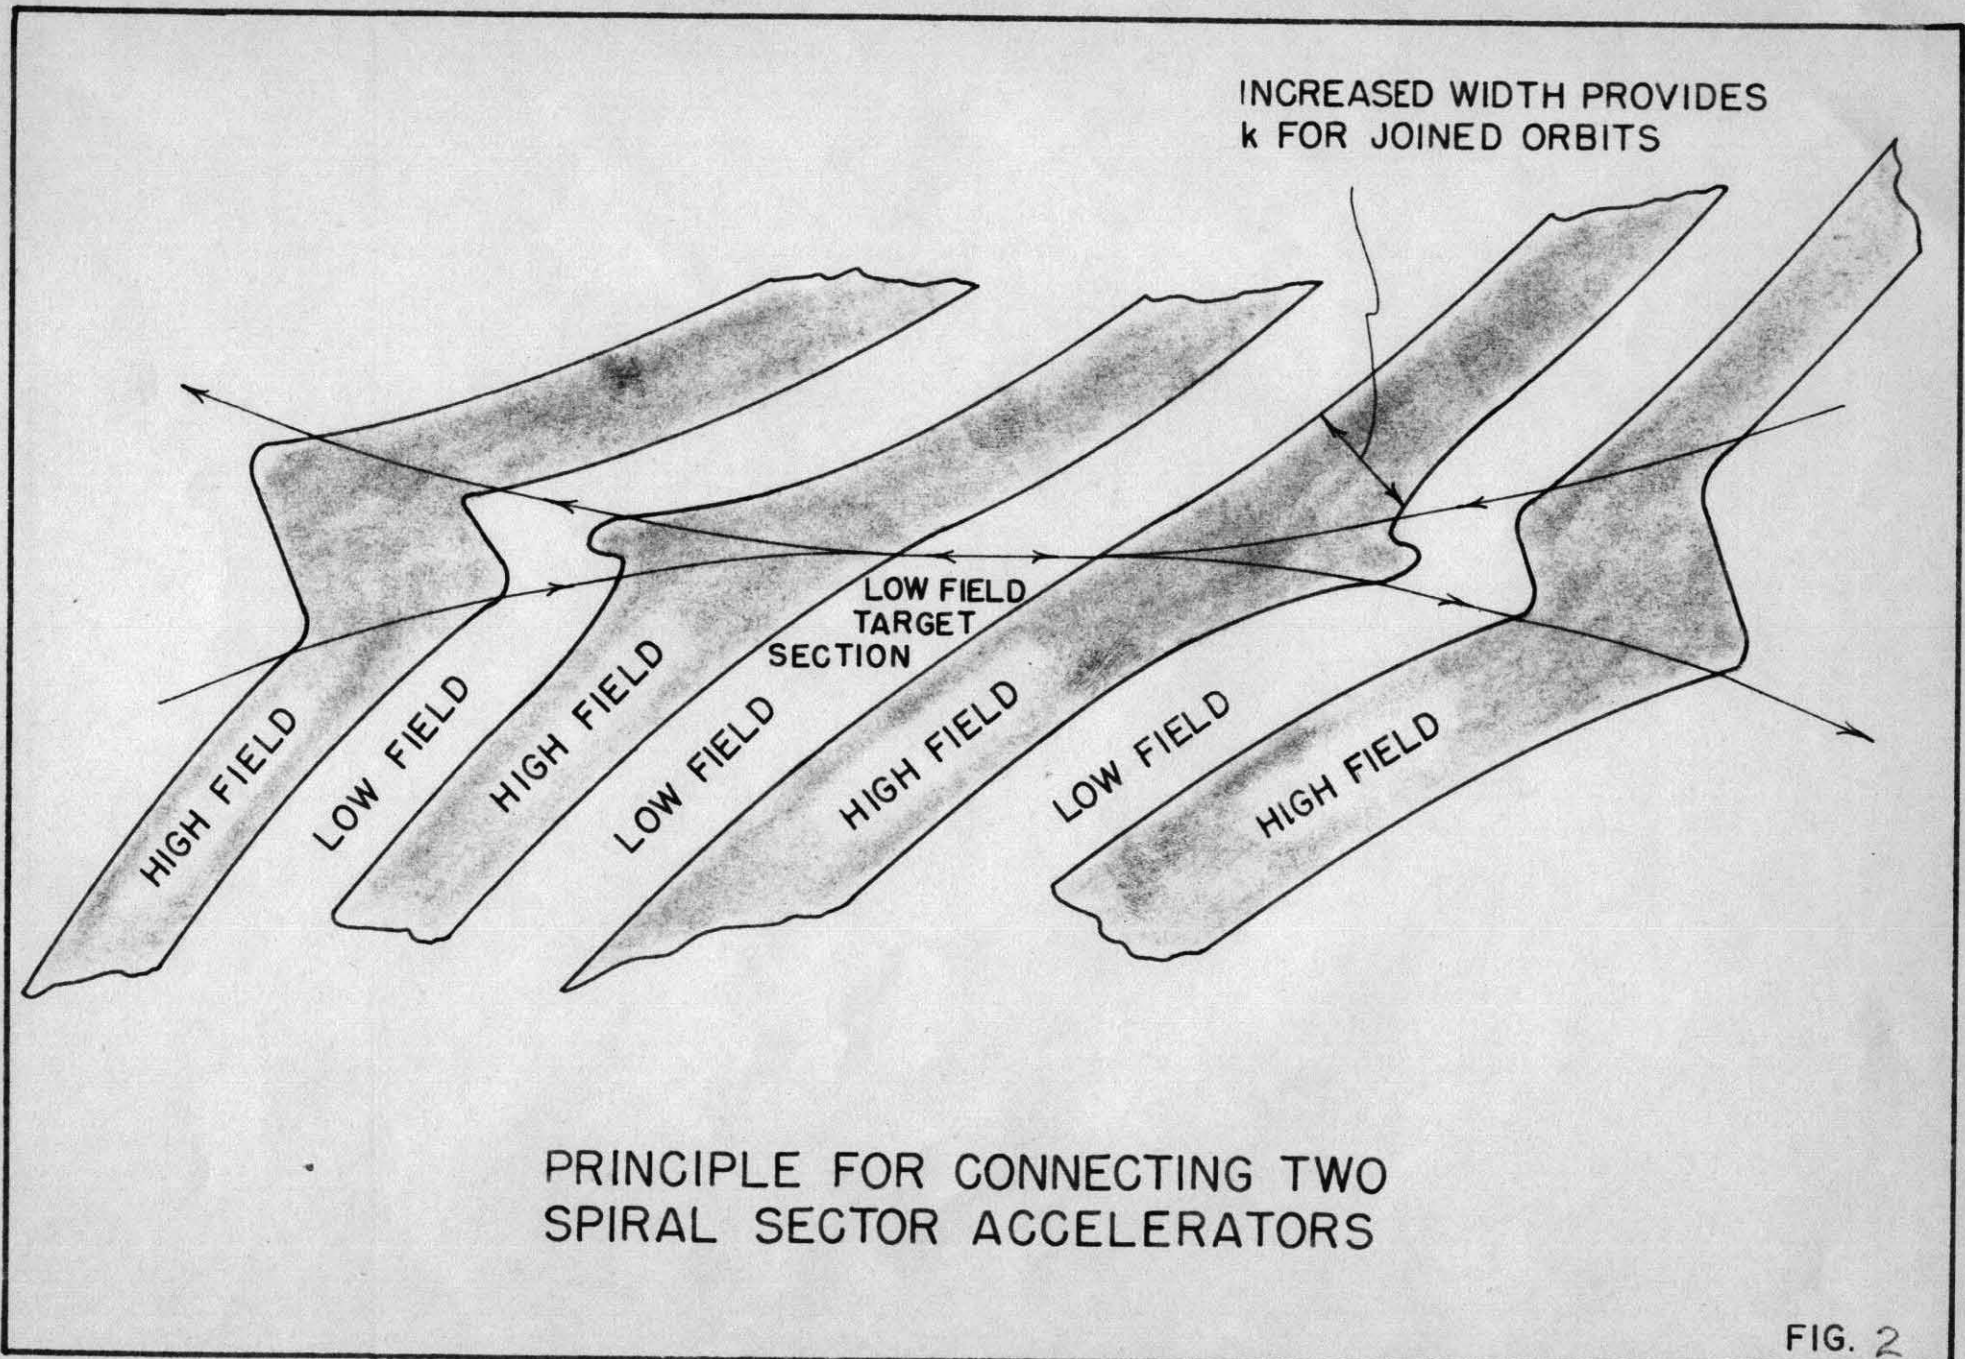 INCREASED WIDTH PROVIDES
k FOR JOINED ORBITS
LOW FIELD
TARGET
SECTION
HIGH FIELD
LOW FIELD
HIGH FIELD
LOW FIELD
HIGH FIELD
LOW FIELD
HIGH FIELD
PRINCIPLE FOR CONNECTING TWO
SPIRAL SECTOR ACCELERATORS
FIG. 2